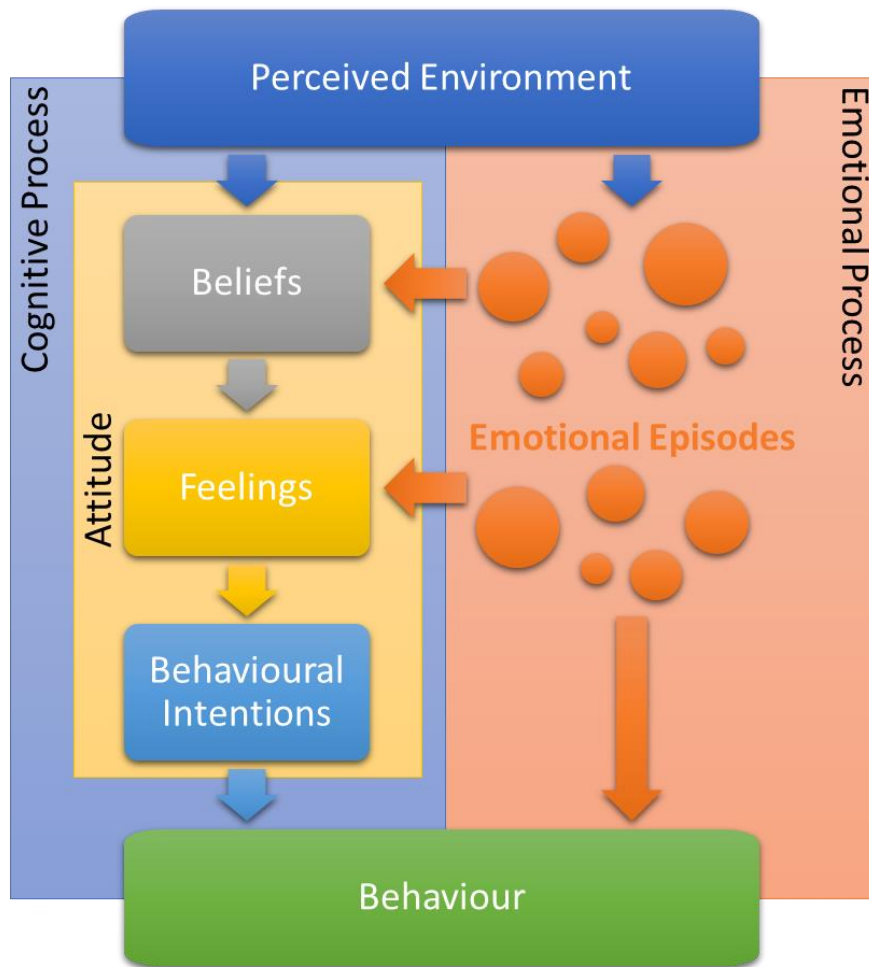 Perceived Environment
Cognitive Process
Emotional Process
Beliefs
Emotional Episodes
Attitude
Feelings
Behavioural
Intentions
Behaviour